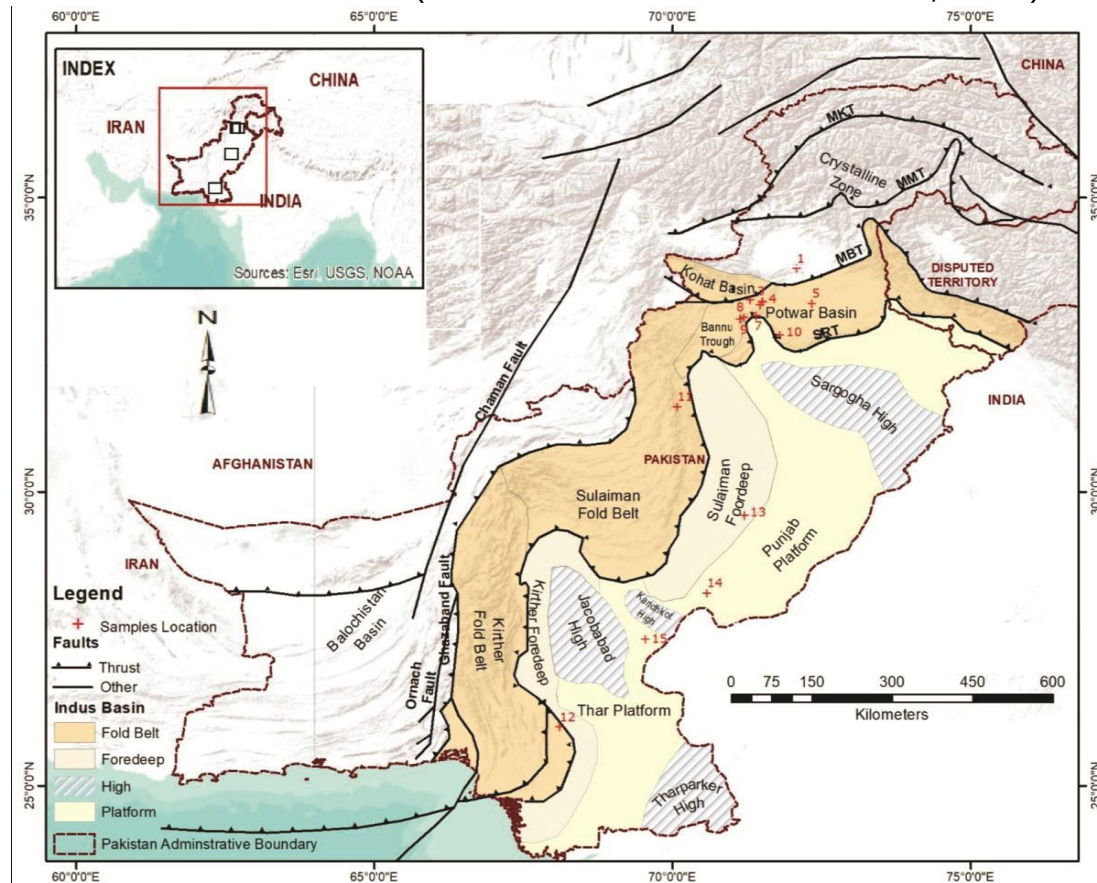 60°0'0"E
65°0'0"E
70°0'0"E
75°0'0"E
INDEX
CHINA
IRAN
INDIA
Sources: Esri, USGS, NOAA
CHINA
MKT
Crystalline
Zone
MMT
35°0'0"N
35°0'0"N
N
1
MBT
Kohat Basin
DISPUTED
TERRITORY
4
5
8
Potwar Basin
7
9
Bannu
Trough
10
SRT
Chaman Fault
Sargogha High
INDIA
11
AFGHANISTAN
PAKISTAN
30°0'0"N
30°0'0"N
Sulaiman
Fold Belt
Sulaiman
Foordeep
13
Punjab
Platform
IRAN
14
Legend
Samples Location
Faults
Thrust
Other
Indus Basin
Fold Belt
Foredeep
High
Platform
Pakistan Adminstrative Boundary
Balochistan
Basin
Ghazaband Fault
Ornach
Fault
Kirther
Fold Belt
Kirther Foredeep
Jacobabad
High
Kandhkot
High
15
0 75 150 300 450 600
Kilometers
12
Thar Platform
Tharparker
High
25°0'0"N
25°0'0"N
60°0'0"E
65°0'0"E
70°0'0"E
75°0'0"E